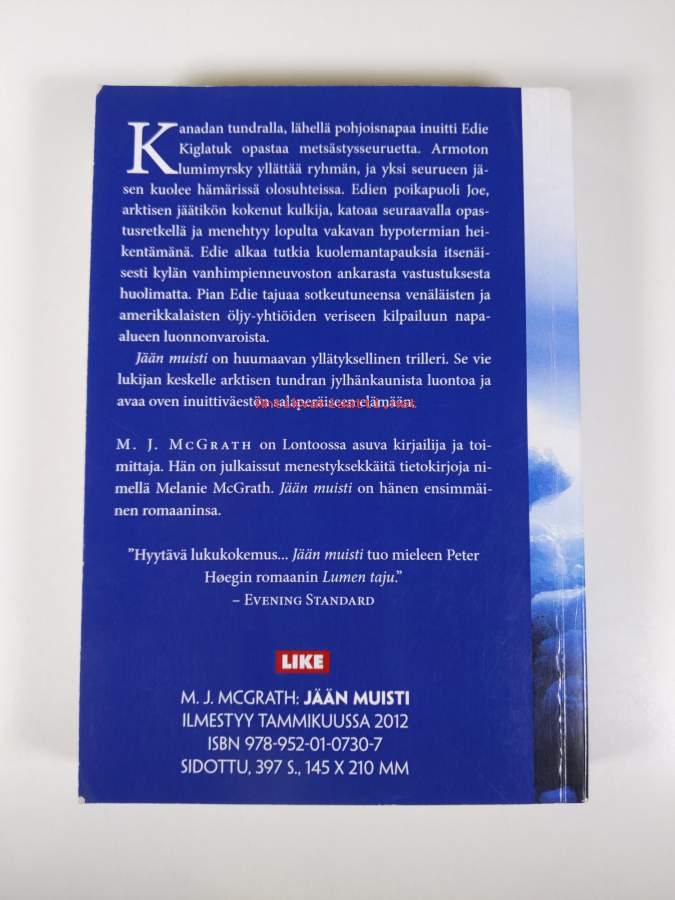 Kanadan tundralla, lähellä pohjoisnapaa inuitti Edie
Kiglatuk opastaa metsästysseuruetta. Armoton
lumimyrsky yllättää ryhmän, ja yksi seurueen jä-
sen kuolee hämärissä olosuhteissa. Edien poikapuoli Joe,
arktisen jäätikön kokenut kulkija, katoaa seuraavalla opas-
tusretkellä ja menehtyy lopulta vakavan hypotermian hei-
kentämänä. Edie alkaa tutkia kuolemantapauksia itsenäi-
sesti kylän vanhimpienneuvoston ankarasta vastustuksesta
huolimatta. Pian Edie tajuaa sotkeutuneensa venäläisten ja
amerikkalaisten öljy-yhtiöiden veriseen kilpailuun napa-
alueen luonnonvaroista.
Jään muisti on huumaavan yllätyksellinen trilleri. Se vie
lukijan keskelle arktisen tundran jylhänkaunista luontoa ja
avaa oven inuittiväestön salaperäiseen elämään.
M. J. McGrath on Lontoossa asuva kirjailija ja toi-
mittaja. Hän on julkaissut menestyksekkäitä tietokirjoja ni-
mellä Melanie McGrath. Jään muisti on hänen ensimmäi-
nen romaaninsa.
”Hyytävä lukukokemus... Jään muisti tuo mieleen Peter
Høegin romaanin Lumen taju.”
– Evening Standard
LIKE
M. J. MCGRATH: JÄÄN MUISTI
ILMESTYY TAMMIKUUSSA 2012
ISBN 978-952-01-0730-7
SIDOTTU, 397 S., 145 X 210 MM